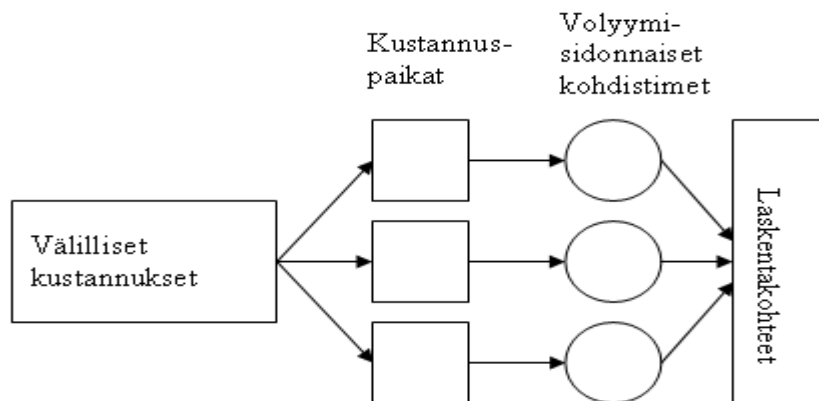 Kustannus-
paikat
Volyymi-
sidonnaiset
kohdistimet
Välilliset
kustannukset
Laskentakohteet